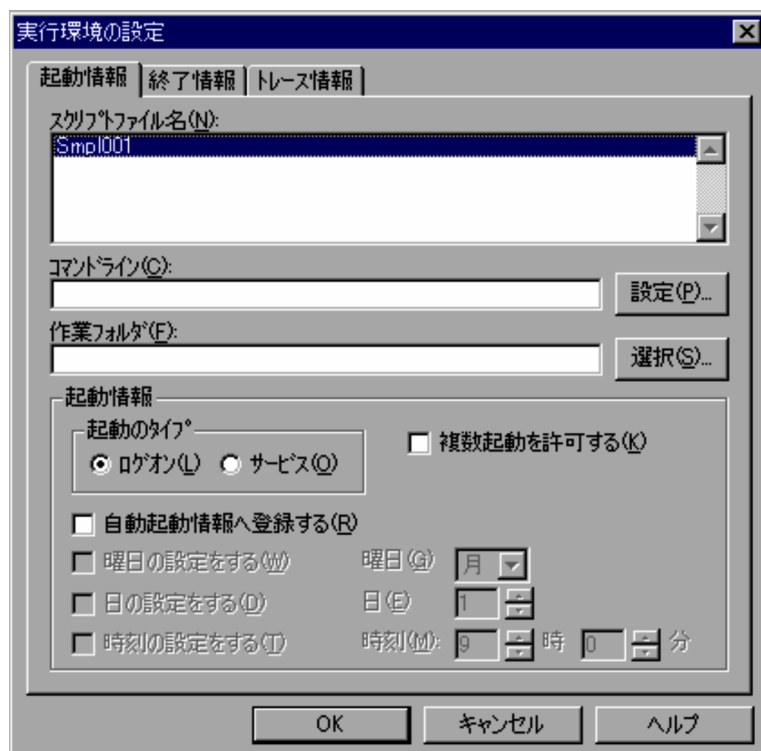 実行環境の設定
起動情報 終了情報 トレース情報
スクリプトファイル名(N):
Smpl001
コマンドライン(C):
設定(P)...
作業フォルダ(F):
選択(S)...
起動情報
起動のタイプ
ログオン(L) サービス(O)
複数起動を許可する(K)
自動起動情報へ登録する(R)
曜日の設定をする(W) 曜日(G) 月
日の設定をする(D) 日(E) 1
時刻の設定をする(T) 時刻(M): 9 時 0 分
OK キャンセル ヘルプ